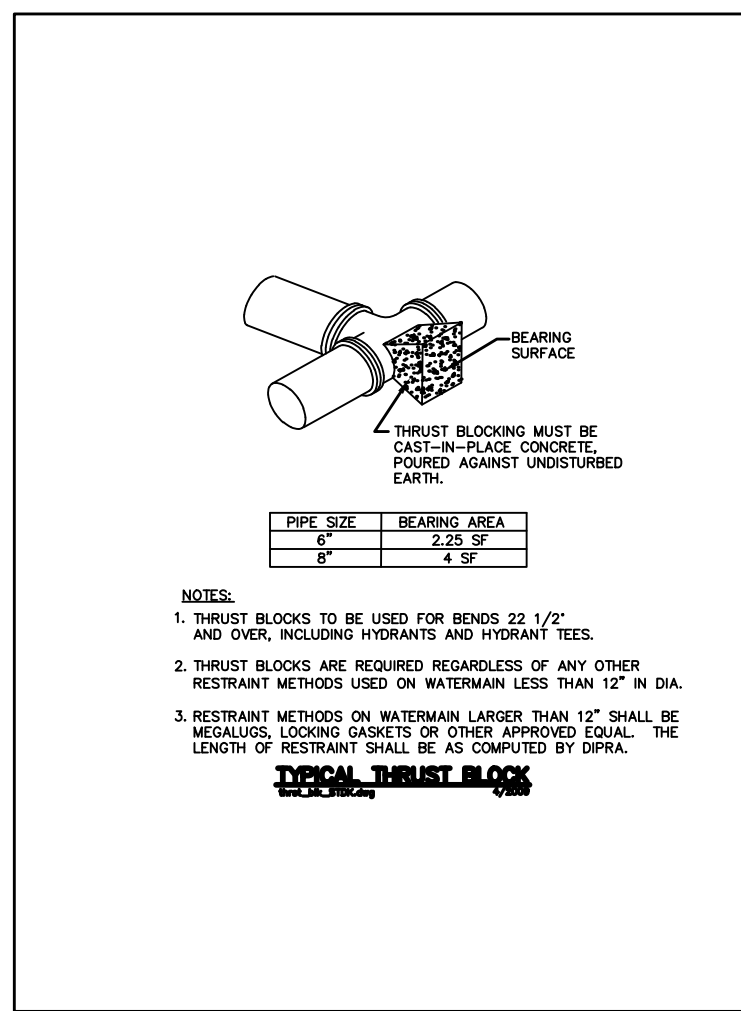 BEARING
SURFACE
THRUST BLOCKING MUST BE
CAST-IN-PLACE CONCRETE,
POURED AGAINST UNDISTURBED
EARTH.
PIPE SIZE BEARING AREA
6" 2.25 SF
8" 4 SF
NOTES:
1. THRUST BLOCKS TO BE USED FOR BENDS 22 1/2°
AND OVER, INCLUDING HYDRANTS AND HYDRANT TEES.
2. THRUST BLOCKS ARE REQUIRED REGARDLESS OF ANY OTHER
RESTRAINT METHODS USED ON WATERMAIN LESS THAN 12" IN DIA.
3. RESTRAINT METHODS ON WATERMAIN LARGER THAN 12" SHALL BE
MEGALUGS, LOCKING GASKETS OR OTHER APPROVED EQUAL. THE
LENGTH OF RESTRAINT SHALL BE AS COMPUTED BY DIPRA.
TYPICAL THRUST BLOCK